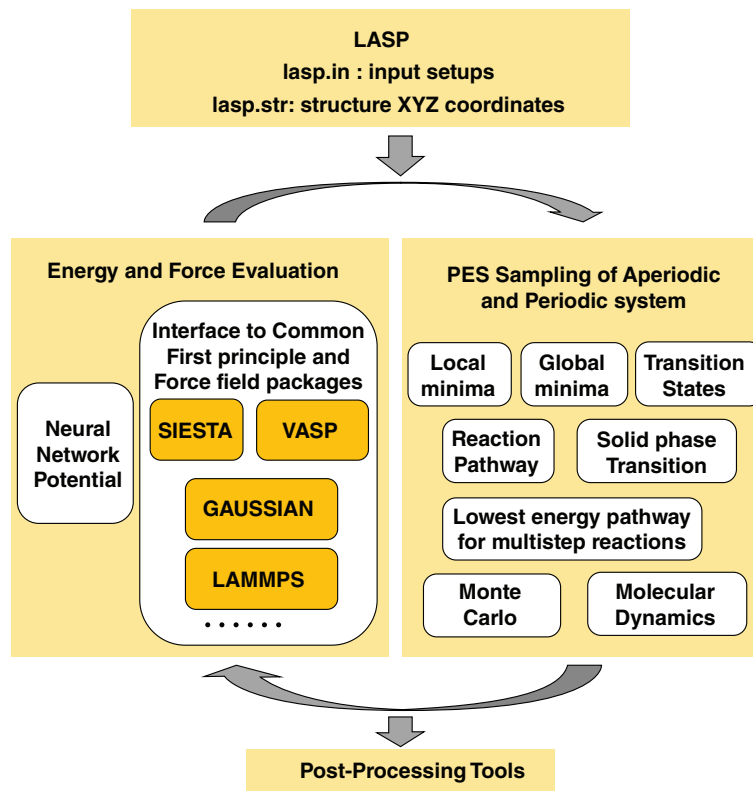 LASP
lasp.in : input setups
lasp.str: structure XYZ coordinates
Energy and Force Evaluation
Neural
Network
Potential
Interface to Common
First principle and
Force field packages
SIESTA
VASP
GAUSSIAN
LAMMPS
......
PES Sampling of Aperiodic
and Periodic system
Local
minima
Global
minima
Transition
States
Reaction
Pathway
Solid phase
Transition
Lowest energy pathway
for multistep reactions
Monte
Carlo
Molecular
Dynamics
Post-Processing Tools